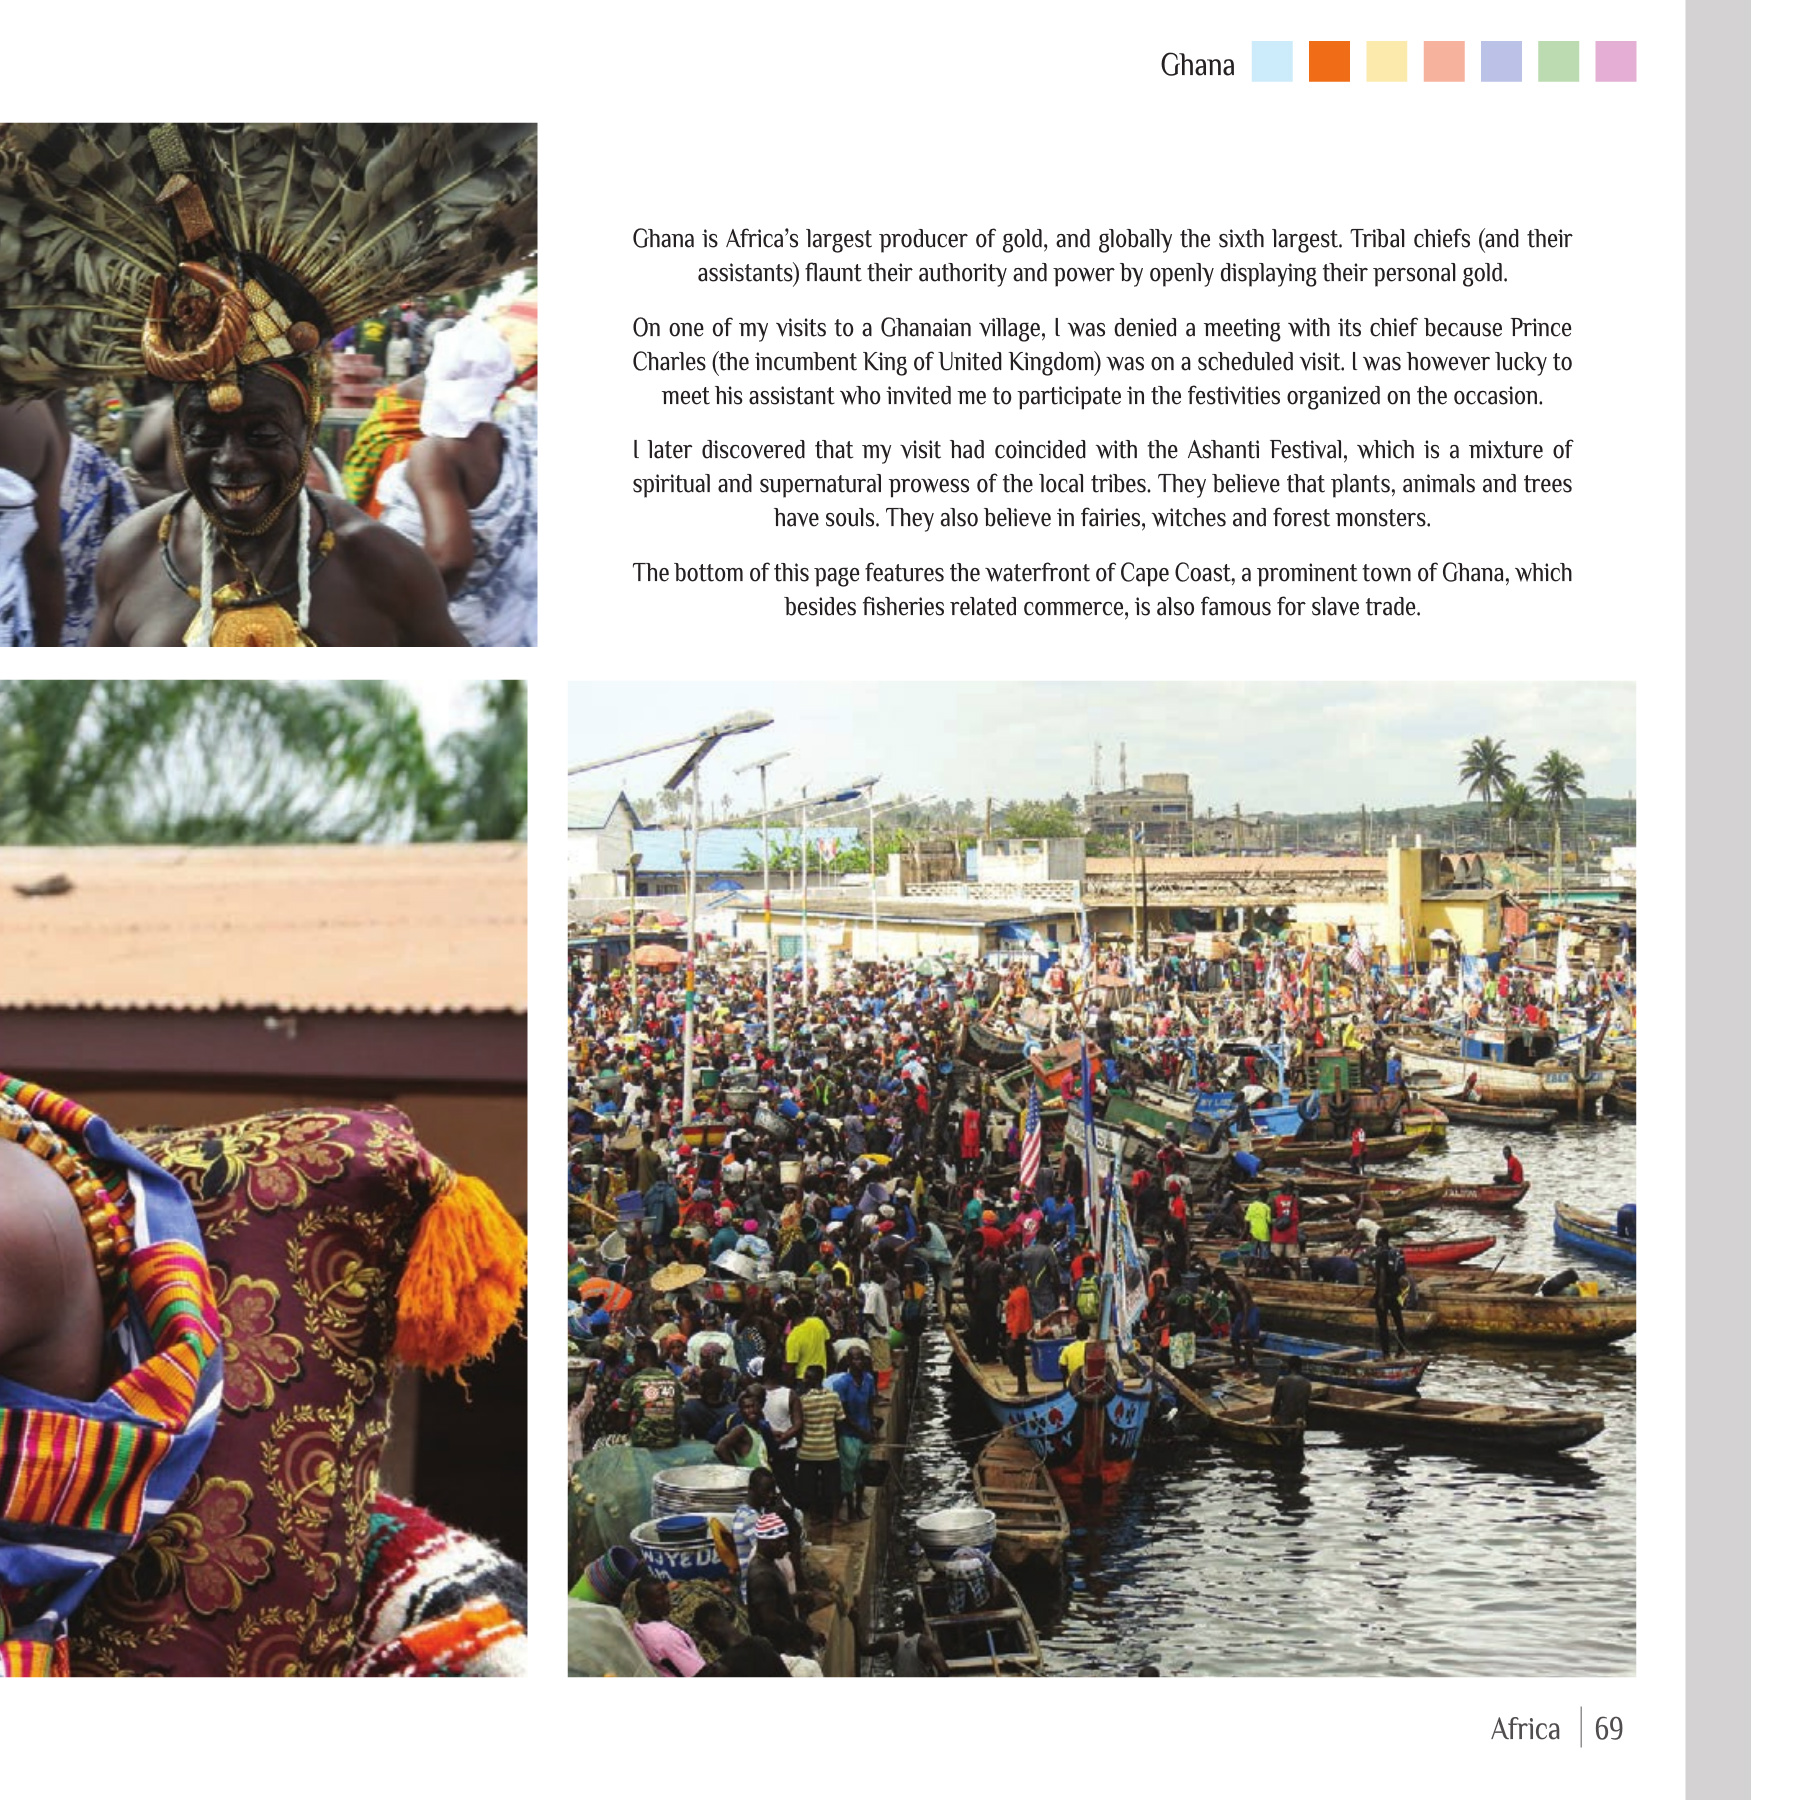 Ghana
Ghana is Africa's largest producer of gold, and globally the sixth largest. Tribal chiefs (and their
assistants) flaunt their authority and power by openly displaying their personal gold.
On one of my visits to a Ghanaian village, I was denied a meeting with its chief because Prince
Charles (the incumbent King of United Kingdom) was on a scheduled visit. I was however lucky to
meet his assistant who invited me to participate in the festivities organized on the occasion.
I later discovered that my visit had coincided with the Ashanti Festival, which is a mixture of
spiritual and supernatural prowess of the local tribes. They believe that plants, animals and trees
have souls. They also believe in fairies, witches and forest monsters.
The bottom of this page features the waterfront of Cape Coast, a prominent town of Ghana, which
besides fisheries related commerce, is also famous for slave trade.
40
Africa | 69